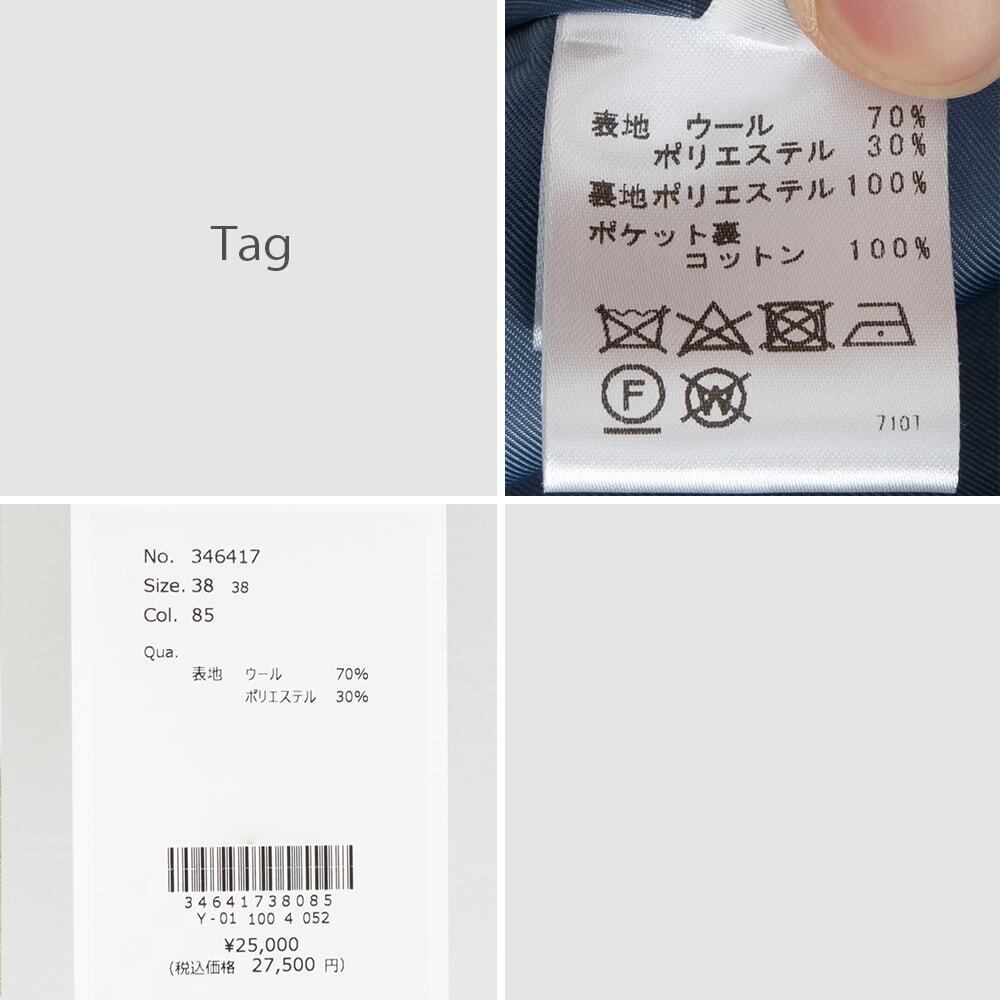 Tag
表地 ウール 70%
ポリエステル 30%
裏地ポリエステル 100%
ポケット裏
コットン 100%
F W
7107
No. 346417
Size. 38 38
Col. 85
Qua.
表地 ウール 70%
ポリエステル 30%
34641738085
Y-01 100 4 052
¥25,000
(税込価格 27,500 円)